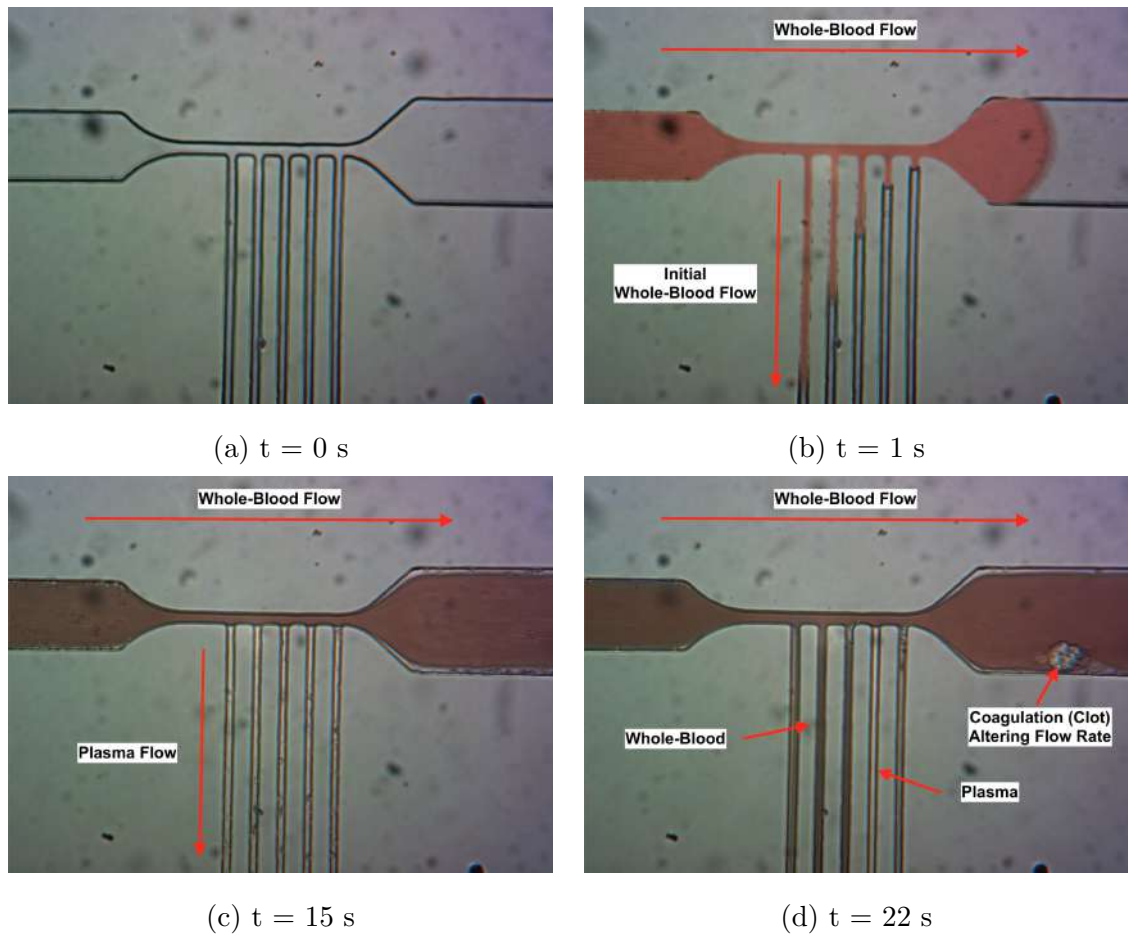 Whole-Blood Flow
Initial
Whole-Blood Flow
(a) t = 0 s
(b) t = 1 s
Whole-Blood Flow
Plasma Flow
Whole-Blood Flow
Whole-Blood
Coagulation (Clot)
Altering Flow Rate
Plasma
(c) t = 15 s
(d) t = 22 s